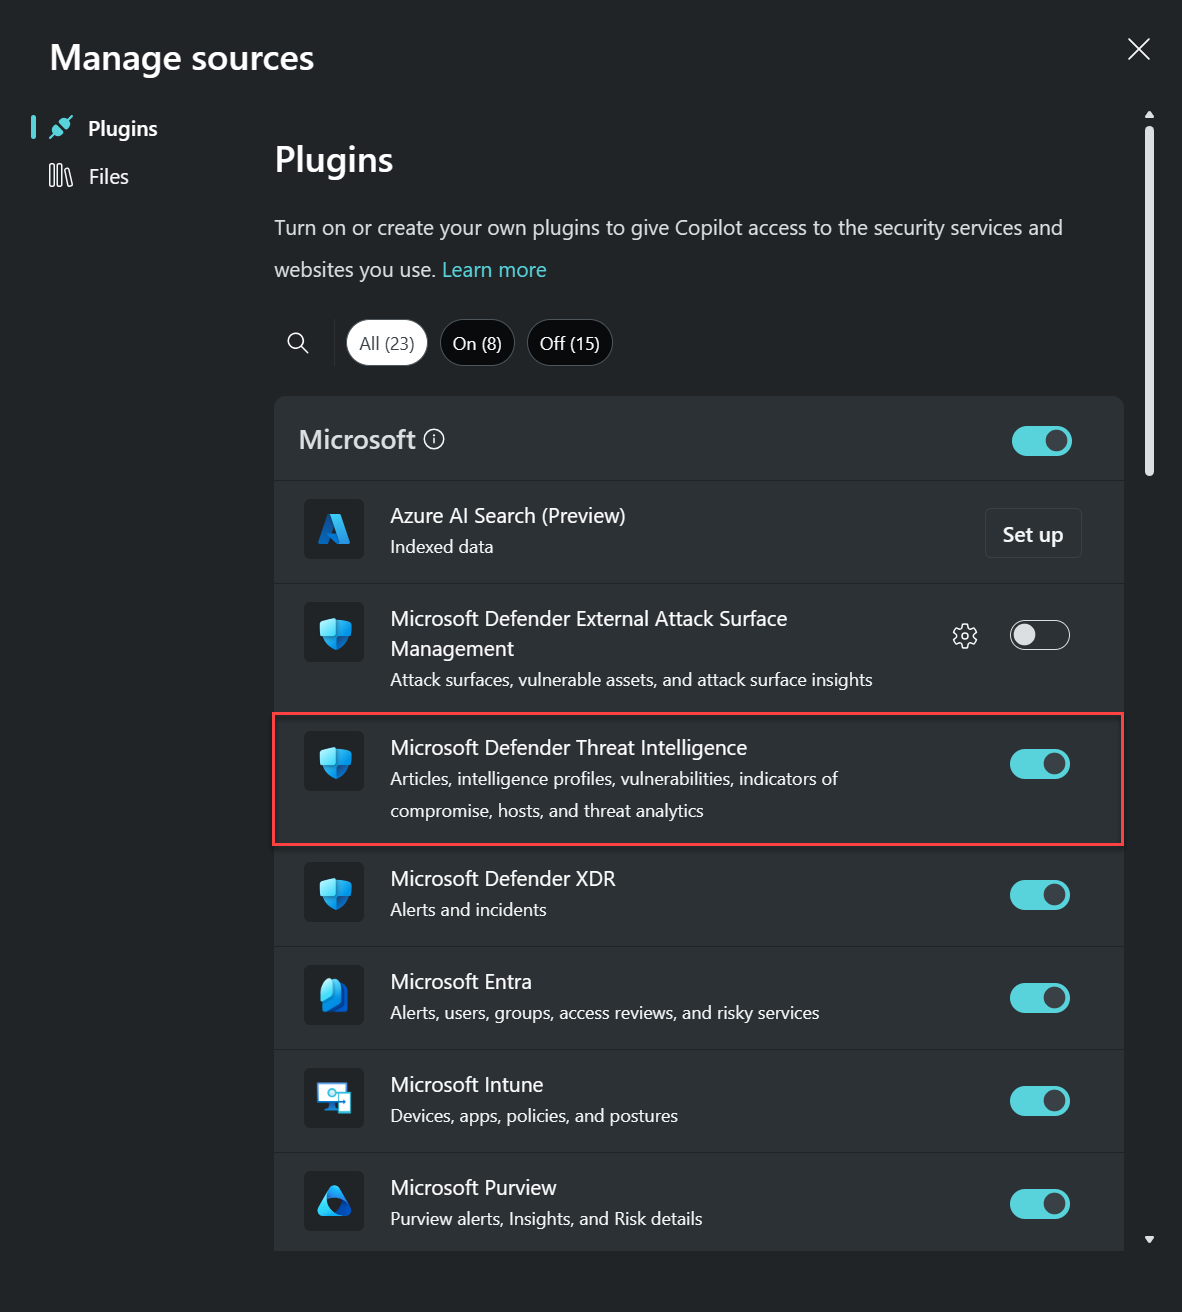 Manage sources
Plugins
Files
Plugins
Turn on or create your own plugins to give Copilot access to the security services and
websites you use. Learn more
All (23)
On (8)
Off (15)
Microsoft
Azure AI Search (Preview)
Indexed data
Set up
Microsoft Defender External Attack Surface
Management
Attack surfaces, vulnerable assets, and attack surface insights
Microsoft Defender Threat Intelligence
Articles, intelligence profiles, vulnerabilities, indicators of
compromise, hosts, and threat analytics
Microsoft Defender XDR
Alerts and incidents
Microsoft Entra
Alerts, users, groups, access reviews, and risky services
Microsoft Intune
Devices, apps, policies, and postures
Microsoft Purview
Purview alerts, Insights, and Risk details